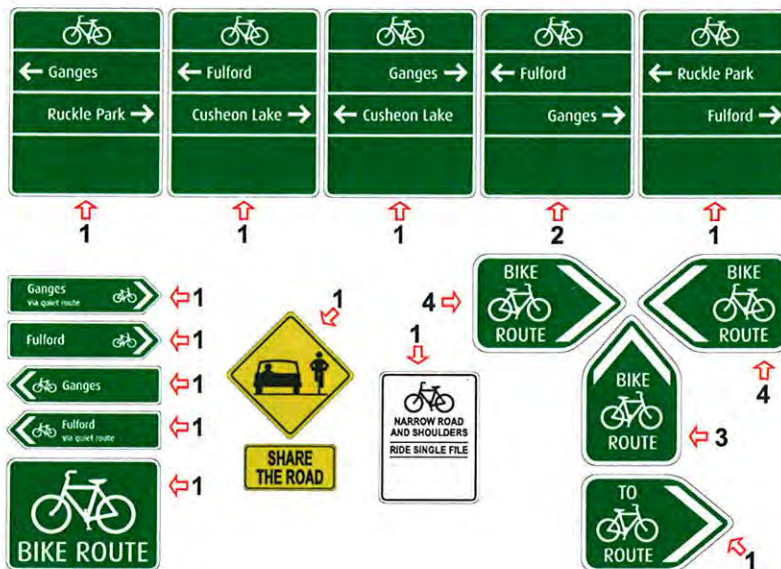 Ganges
Ruckle Park
Fulford
Cusheon Lake
Ganges
Cusheon Lake
Fulford
Ganges
Ruckle Park
Fulford
1
1
1
2
1
Ganges
via quiet route
1
Fulford
1
Ganges
1
Fulford
via quiet route
1
BIKE ROUTE
1
1
SHARE
THE ROAD
1
NARROW ROAD
AND SHOULDERS
RIDE SINGLE FILE
4
BIKE
ROUTE
BIKE
ROUTE
4
BIKE
ROUTE
3
TO
ROUTE
1